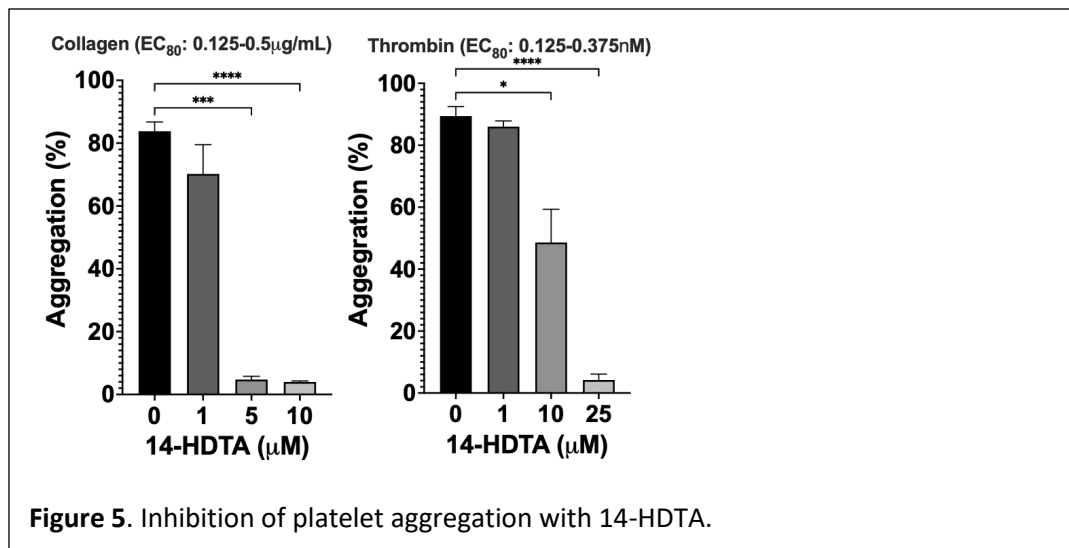 Collagen (EC80: 0.125-0.5μg/mL)
****
***
100
80
60
40
20
0
Aggregation (%)
0 1 5 10
14-HDTA (μM)
Thrombin (EC80: 0.125-0.375nM)
****
*
100
80
60
40
20
0
Aggegration (%)
0 1 10 25
14-HDTA (μM)
Figure 5. Inhibition of platelet aggregation with 14-HDTA.